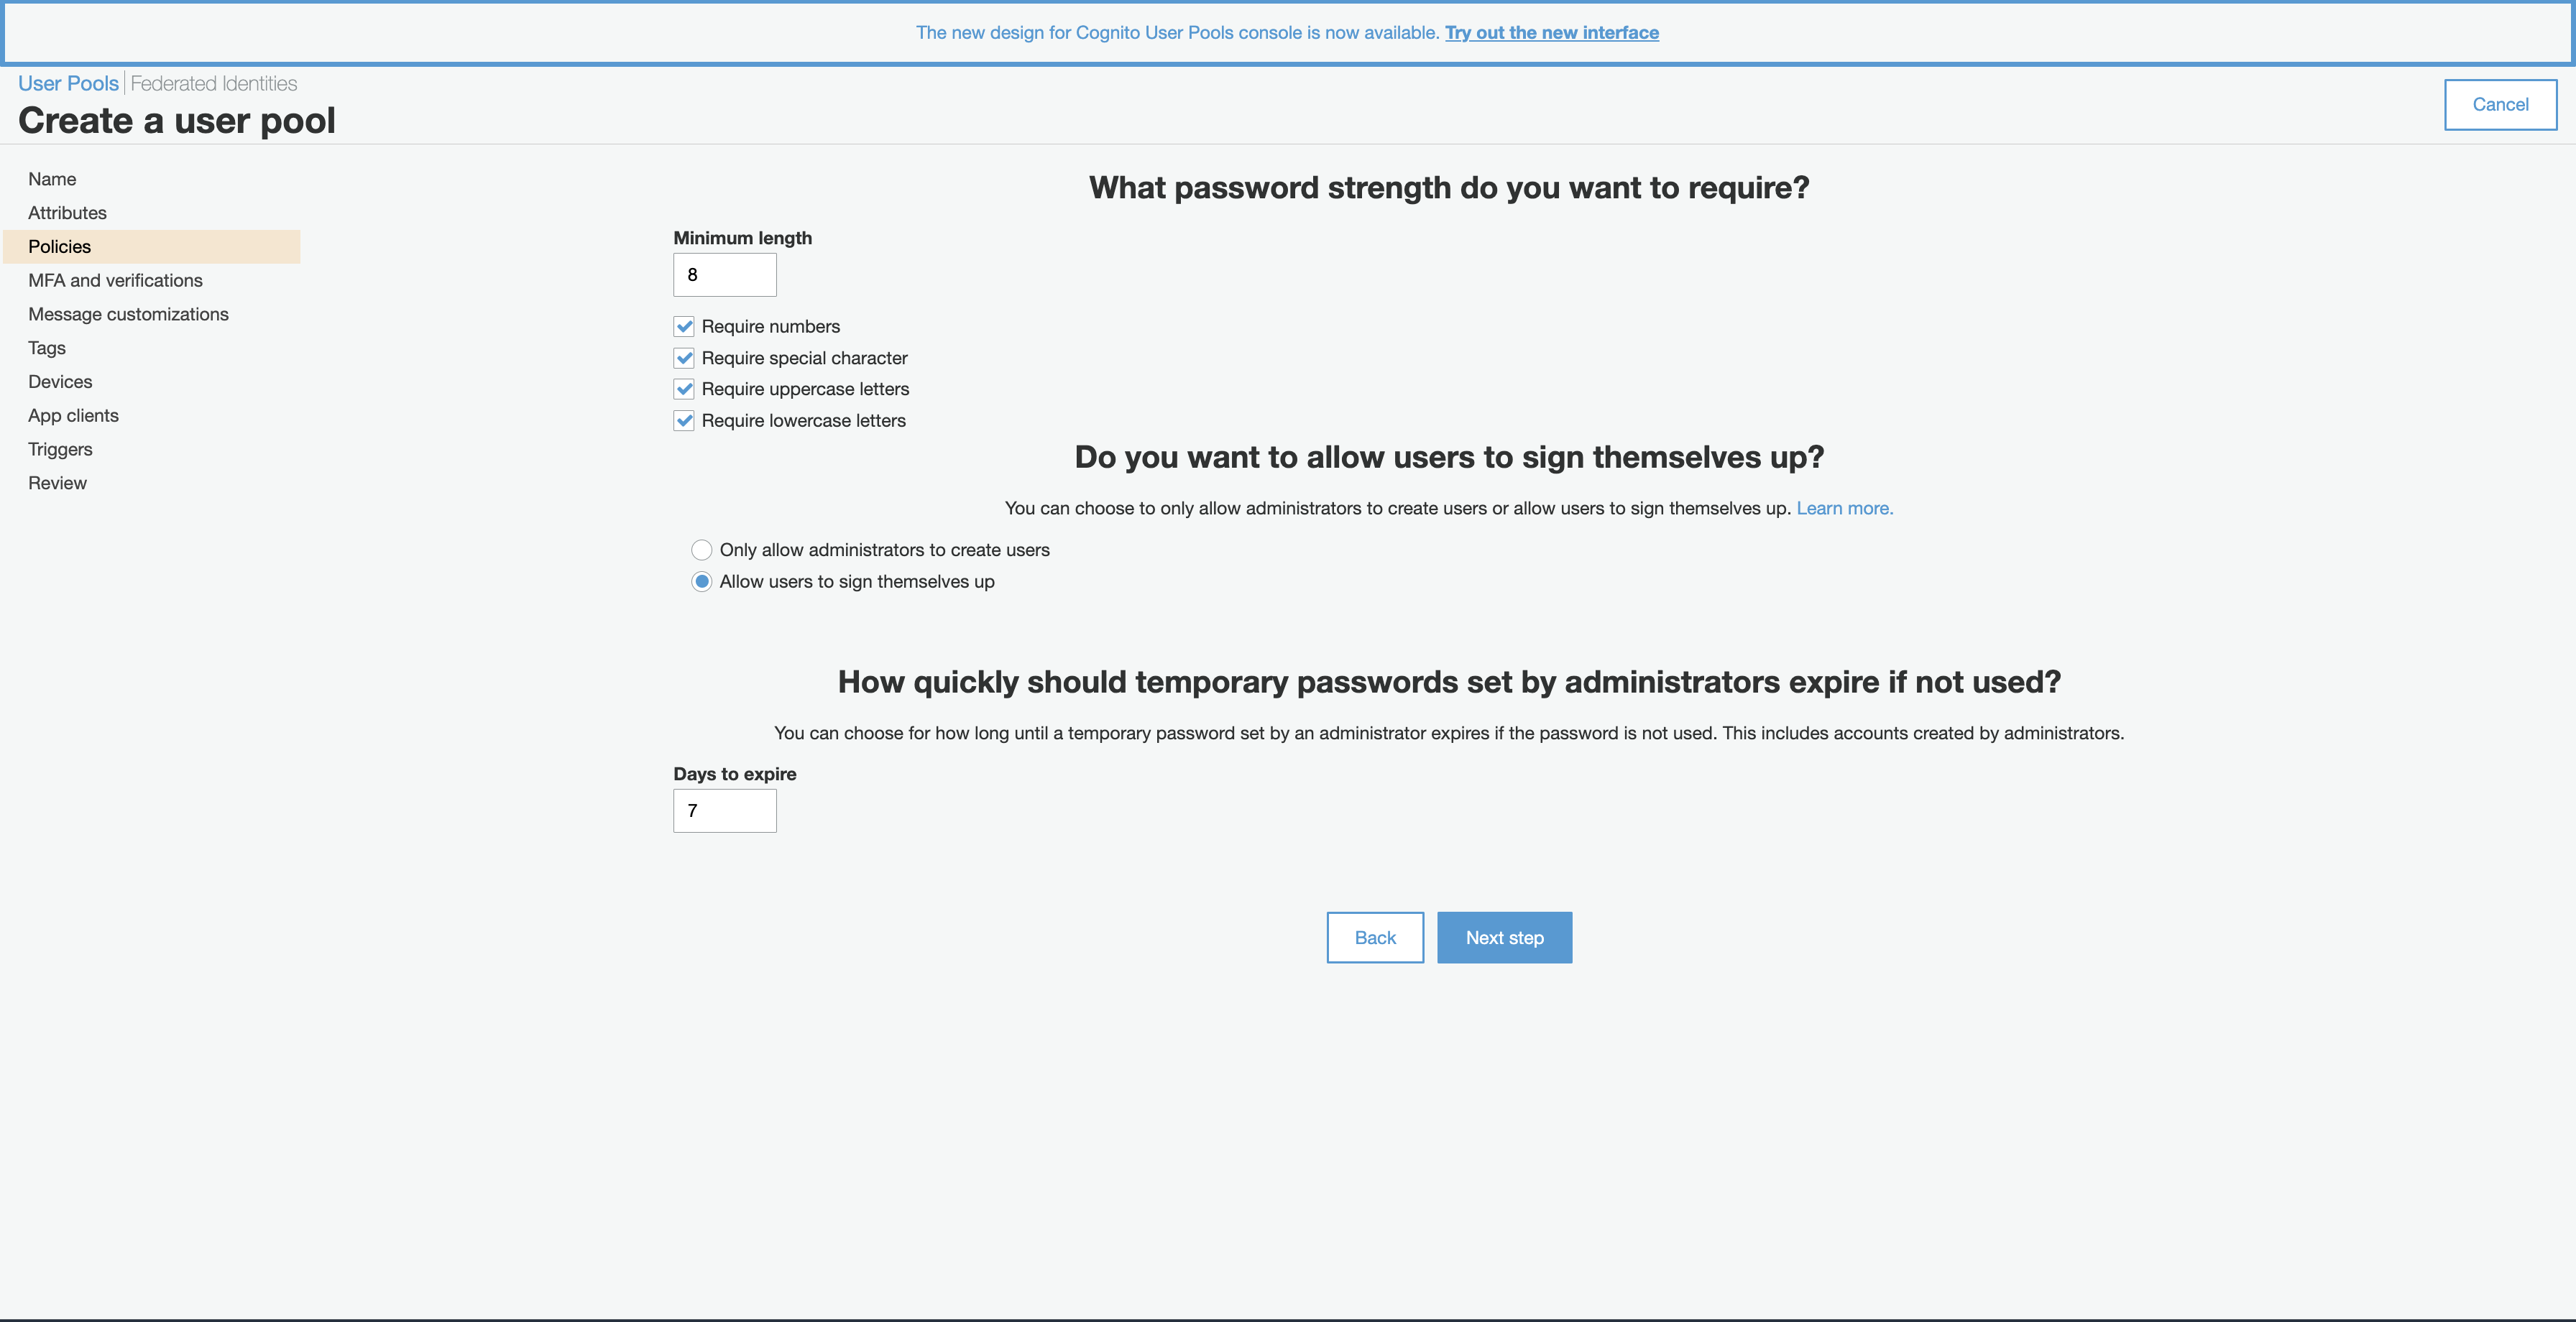 The new design for Cognito User Pools console is now available. Try out the new interface
User Pools Federated Identities
Create a user pool
Cancel
Name
Attributes
Policies
MFA and verifications
Message customizations
Tags
Devices
App clients
Triggers
Review
What password strength do you want to require?
Minimum length
8
Require numbers
Require special character
Require uppercase letters
Require lowercase letters
Do you want to allow users to sign themselves up?
You can choose to only allow administrators to create users or allow users to sign themselves up. Learn more.
Only allow administrators to create users
Allow users to sign themselves up
How quickly should temporary passwords set by administrators expire if not used?
You can choose for how long until a temporary password set by an administrator expires if the password is not used. This includes accounts created by administrators.
Days to expire
7
Back
Next step